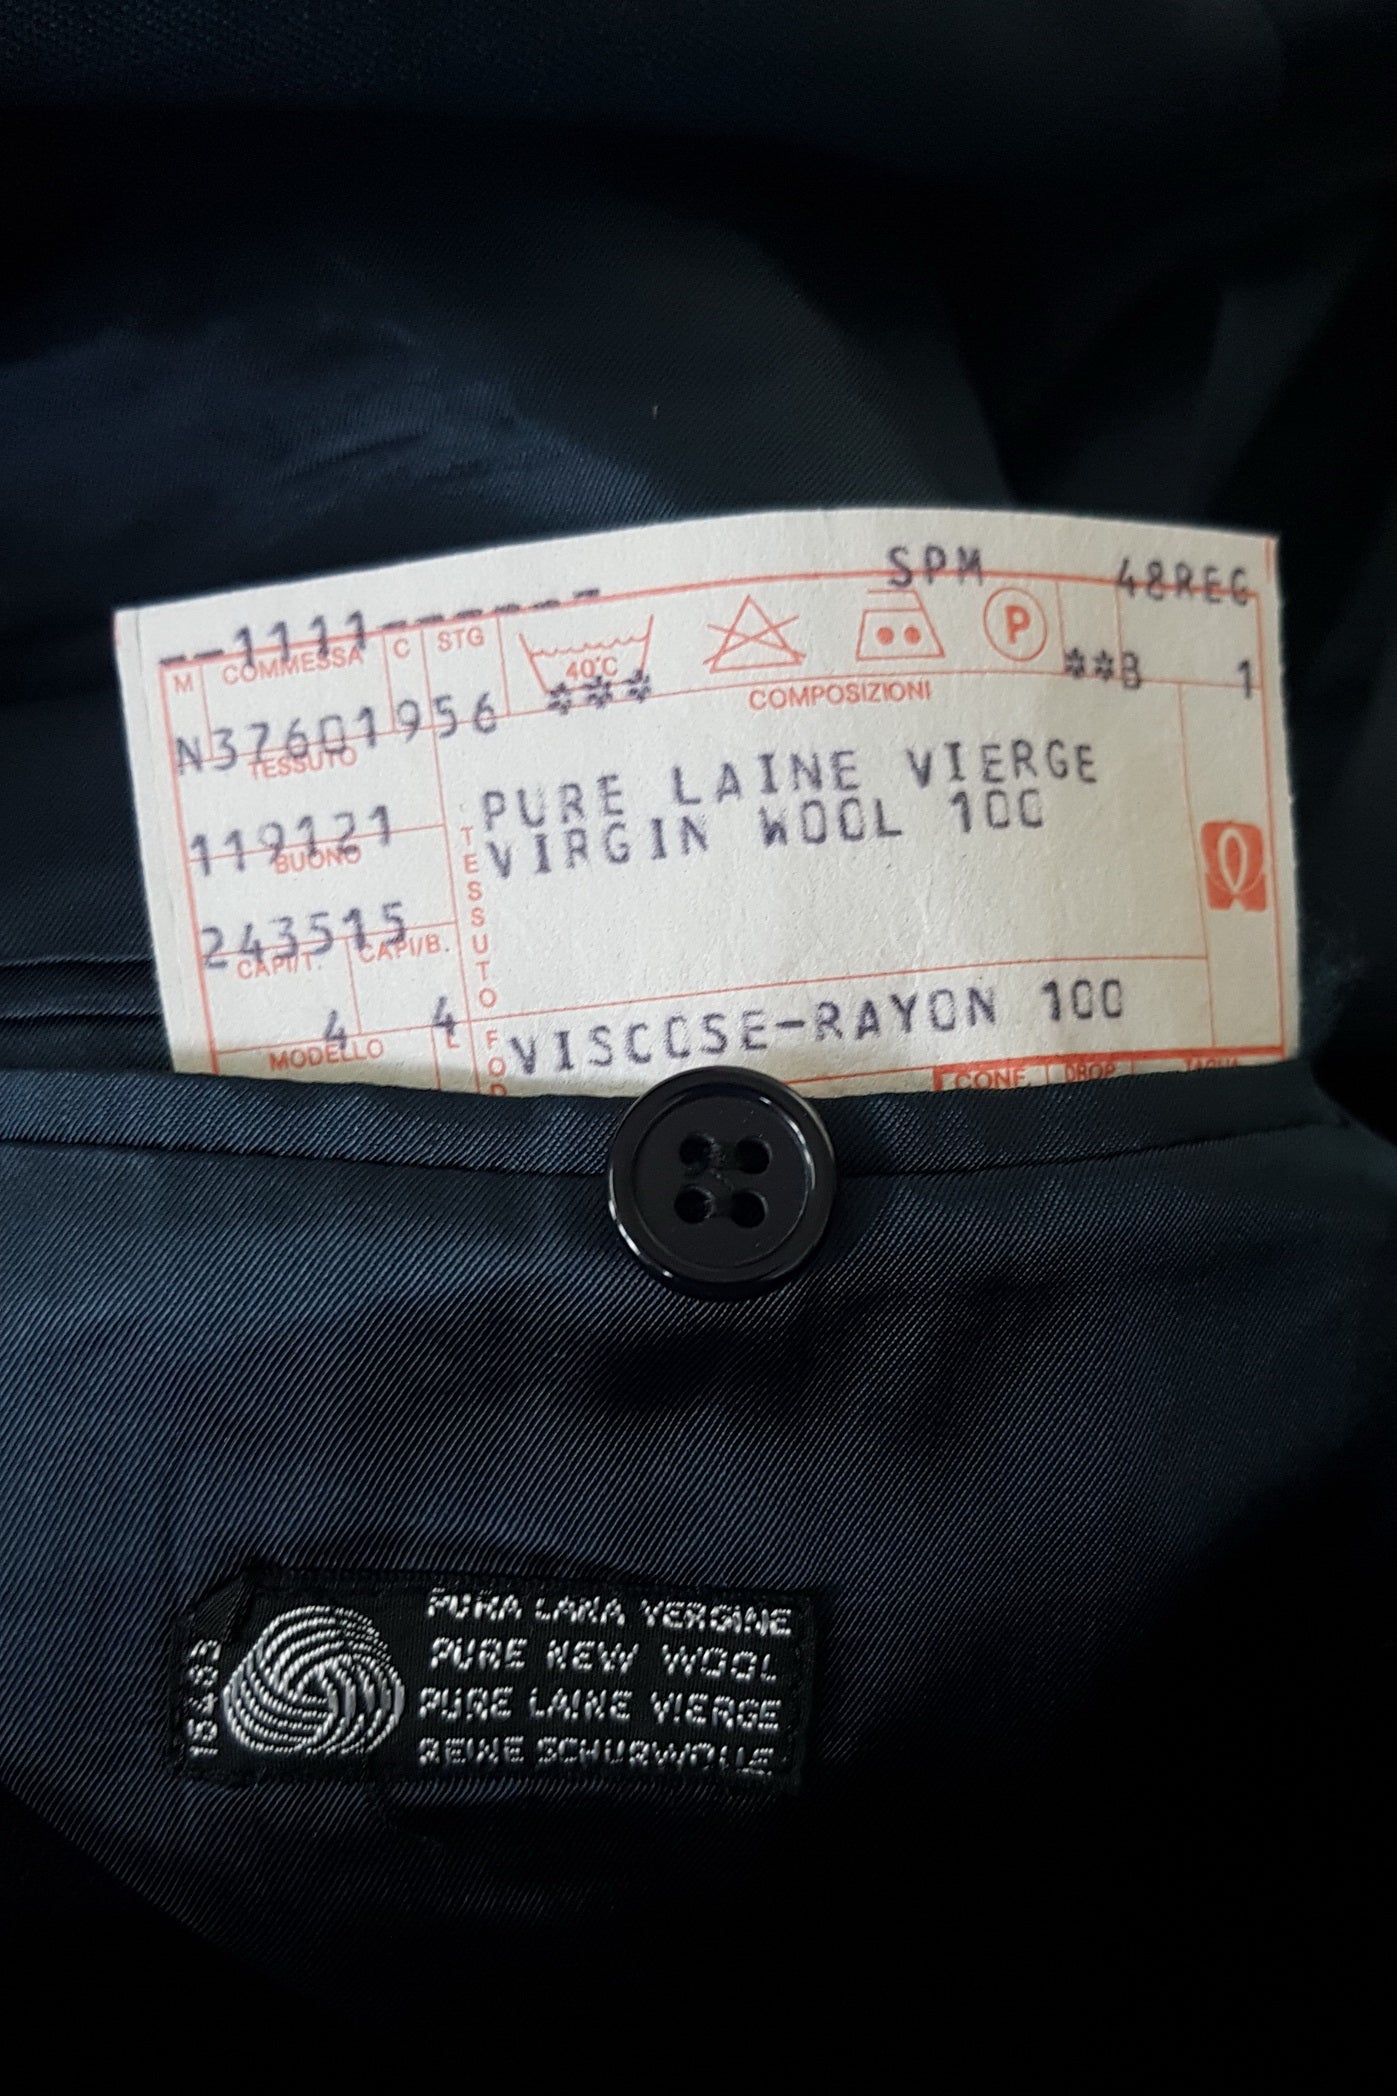 SPM 48REG
--1111------
M COMMESSA C STG 40°C P
*** **B 1
COMPOSIZIONI
N37601956
TESSUTO
PURE LAINE VIERGE
119121
VIRGIN WOOL 100
BUONO
TESSUTO
243515
CAPI/T. CAPI/B.
4 4
VISCOSE-RAYON 100
MODELLO L
FOD
CONF. DROP TAGLIA
PURA LANA VERGINE
PURE NEW WOOL
PURE LAINE VIERGE
REINE SCHURWOLLE